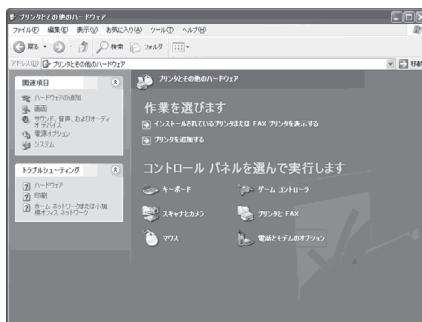 プリンタとその他のハードウェア
ファイル(F) 編集(E) 表示(V) お気に入り(A) ツール(T) ヘルプ(H)
戻る 検索 フォルダ
アドレス(D) プリンタとその他のハードウェア 移動
関連項目
ハードウェアの追加
画面
サウンド、音声、およびオーディ
オ デバイス
電源オプション
システム
トラブルシューティング
ハードウェア
印刷
ホーム ネットワークまたは小規
模オフィス ネットワーク
プリンタとその他のハードウェア
作業を選びます
インストールされているプリンタまたは FAX プリンタを表示する
プリンタを追加する
コントロール パネルを選んで実行します
キーボード ゲーム コントローラ
スキャナとカメラ プリンタと FAX
マウス 電話とモデムのオプション